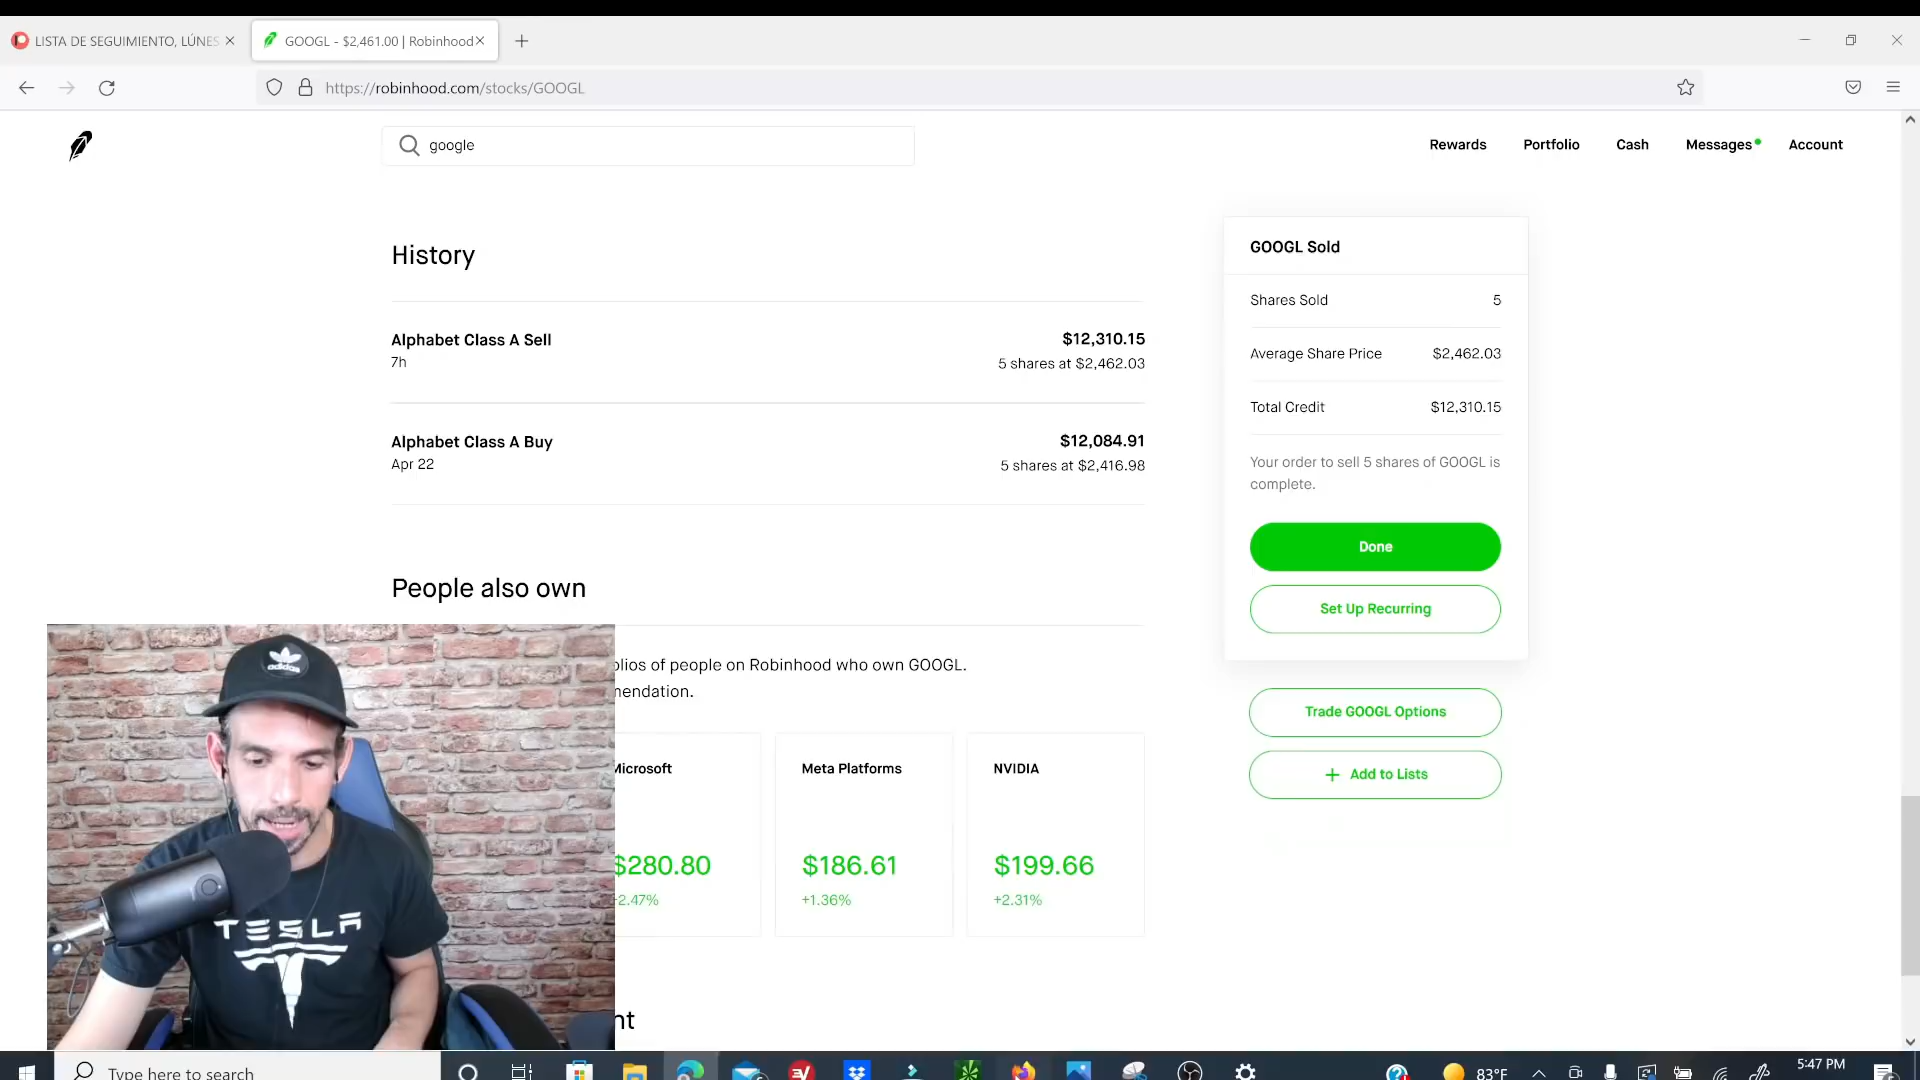 LISTA DE SEGUIMIENTO, LÚNES
GOOGL - $2,461.00 | Robinhood
https://robinhood.com/stocks/GOOGL
google
Rewards
Portfolio
Cash
Messages
Account
History
Alphabet Class A Sell
$12,310.15
7h
5 shares at $2,462.03
Alphabet Class A Buy
$12,084.91
Apr 22
5 shares at $2,416.98
People also own
of people on Robinhood who own GOOGL.
Microsoft
$280.80
2.47%
Meta Platforms
$186.61
+1.36%
NVIDIA
$199.66
+2.31%
GOOGL Sold
Shares Sold
5
Average Share Price
$2,462.03
Total Credit
$12,310.15
Your order to sell 5 shares of GOOGL is
complete.
Done
Set Up Recurring
Trade GOOGL Options
+ Add to Lists
adidas
TESLA
Type here to search
83°F
5:47 PM